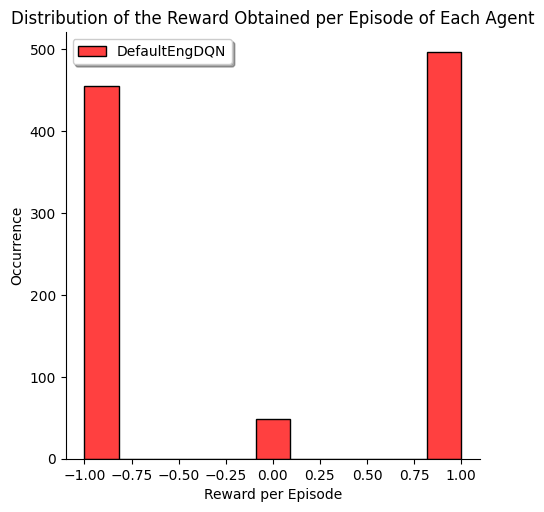 Distribution of the Reward Obtained per Episode of Each Agent
DefaultEngDQN
500
400
300
200
100
0
Occurrence
−1.00 −0.75 −0.50 −0.25 0.00 0.25 0.50 0.75 1.00
Reward per Episode